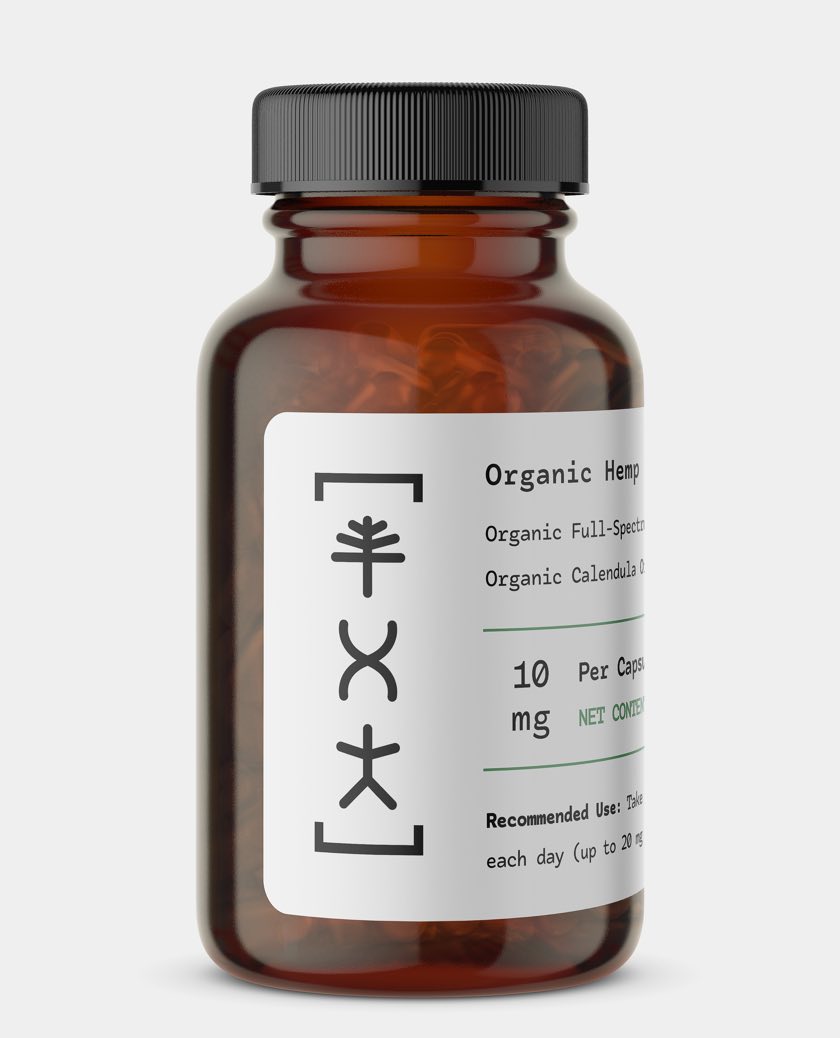 Organic Hemp
Organic Full-Spectr
Organic Calendula O
10
mg
Per Capsu
NET CONTEN
Recommended Use: Take
each day (up to 20 mg